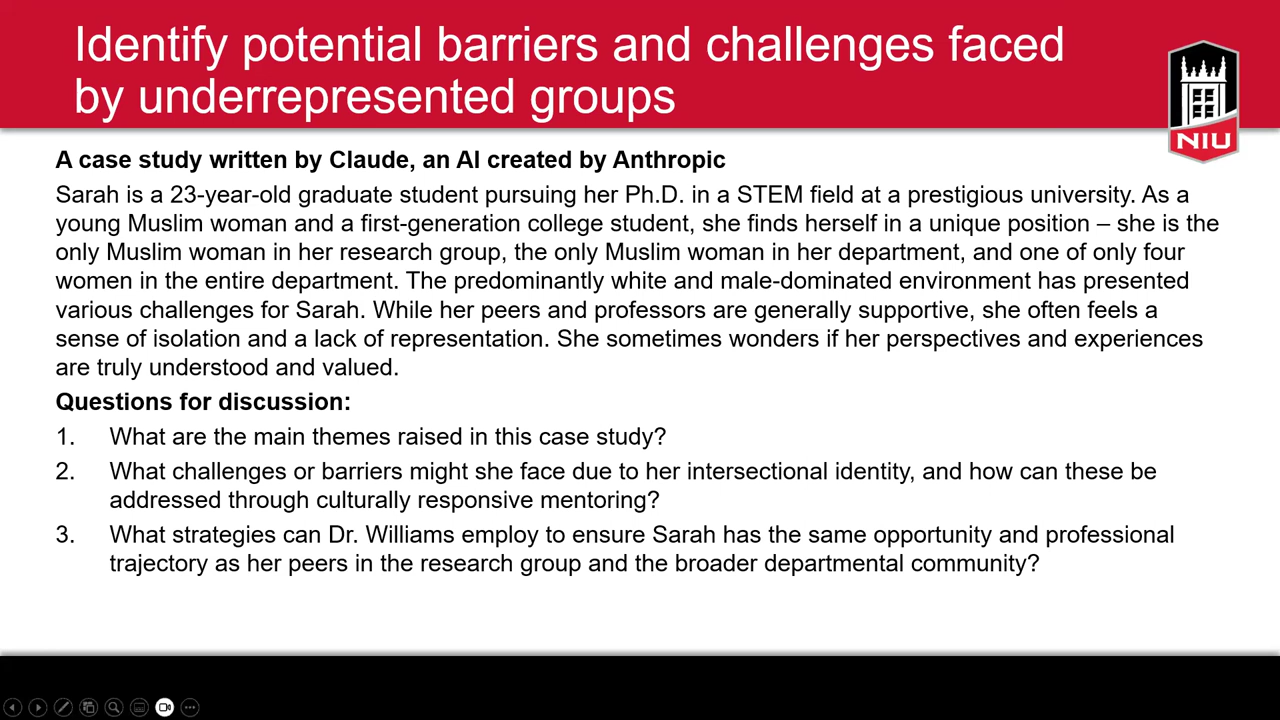 Identify potential barriers and challenges faced
by underrepresented groups
NIU
A case study written by Claude, an AI created by Anthropic
Sarah is a 23-year-old graduate student pursuing her Ph.D. in a STEM field at a prestigious university. As a
young Muslim woman and a first-generation college student, she finds herself in a unique position – she is the
only Muslim woman in her research group, the only Muslim woman in her department, and one of only four
women in the entire department. The predominantly white and male-dominated environment has presented
various challenges for Sarah. While her peers and professors are generally supportive, she often feels a
sense of isolation and a lack of representation. She sometimes wonders if her perspectives and experiences
are truly understood and valued.
Questions for discussion:
1. What are the main themes raised in this case study?
2. What challenges or barriers might she face due to her intersectional identity, and how can these be
addressed through culturally responsive mentoring?
3. What strategies can Dr. Williams employ to ensure Sarah has the same opportunity and professional
trajectory as her peers in the research group and the broader departmental community?